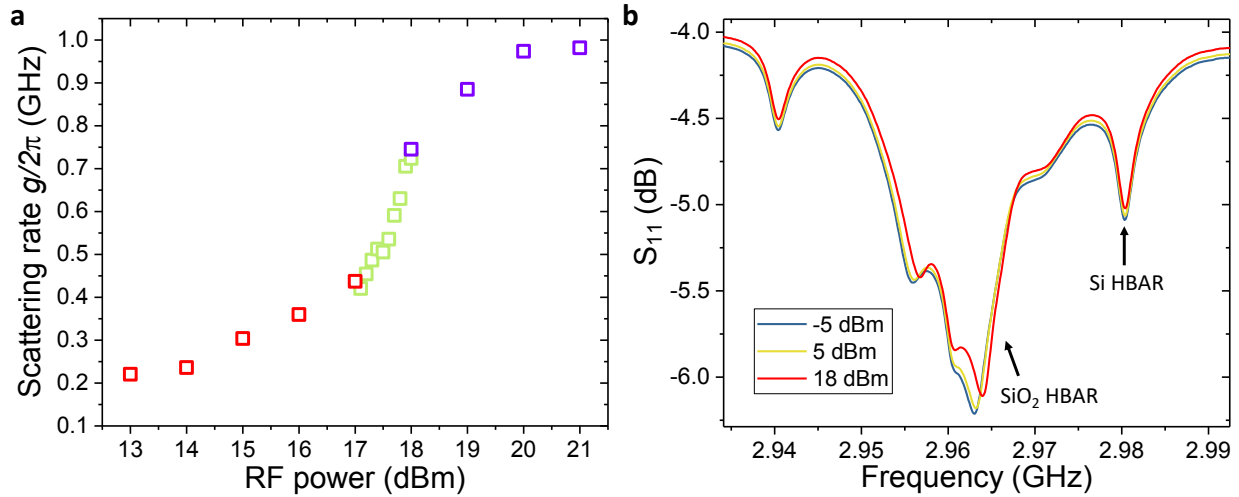 a
Scattering rate g/2π (GHz)
1.0
0.9
0.8
0.7
0.6
0.5
0.4
0.3
0.2
0.1
13 14 15 16 17 18 19 20 21
RF power (dBm)
b
S11 (dB)
-4.0
-4.5
-5.0
-5.5
-6.0
Si HBAR
SiO2 HBAR
-5 dBm
5 dBm
18 dBm
2.94 2.95 2.96 2.97 2.98 2.99
Frequency (GHz)